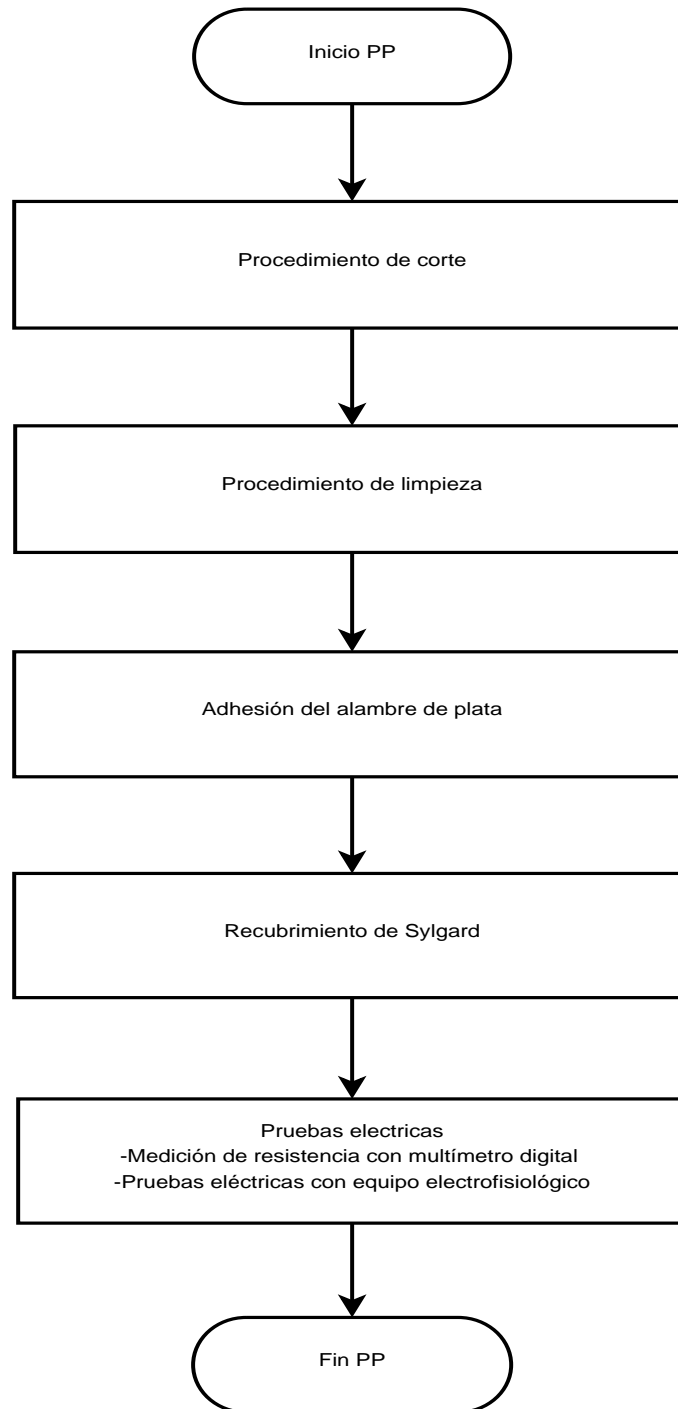 Inicio PP
Procedimiento de corte
Procedimiento de limpieza
Adhesión del alambre de plata
Recubrimiento de Sylgard
Pruebas electricas
-Medición de resistencia con multímetro digital
-Pruebas eléctricas con equipo electrofisiológico
Fin PP